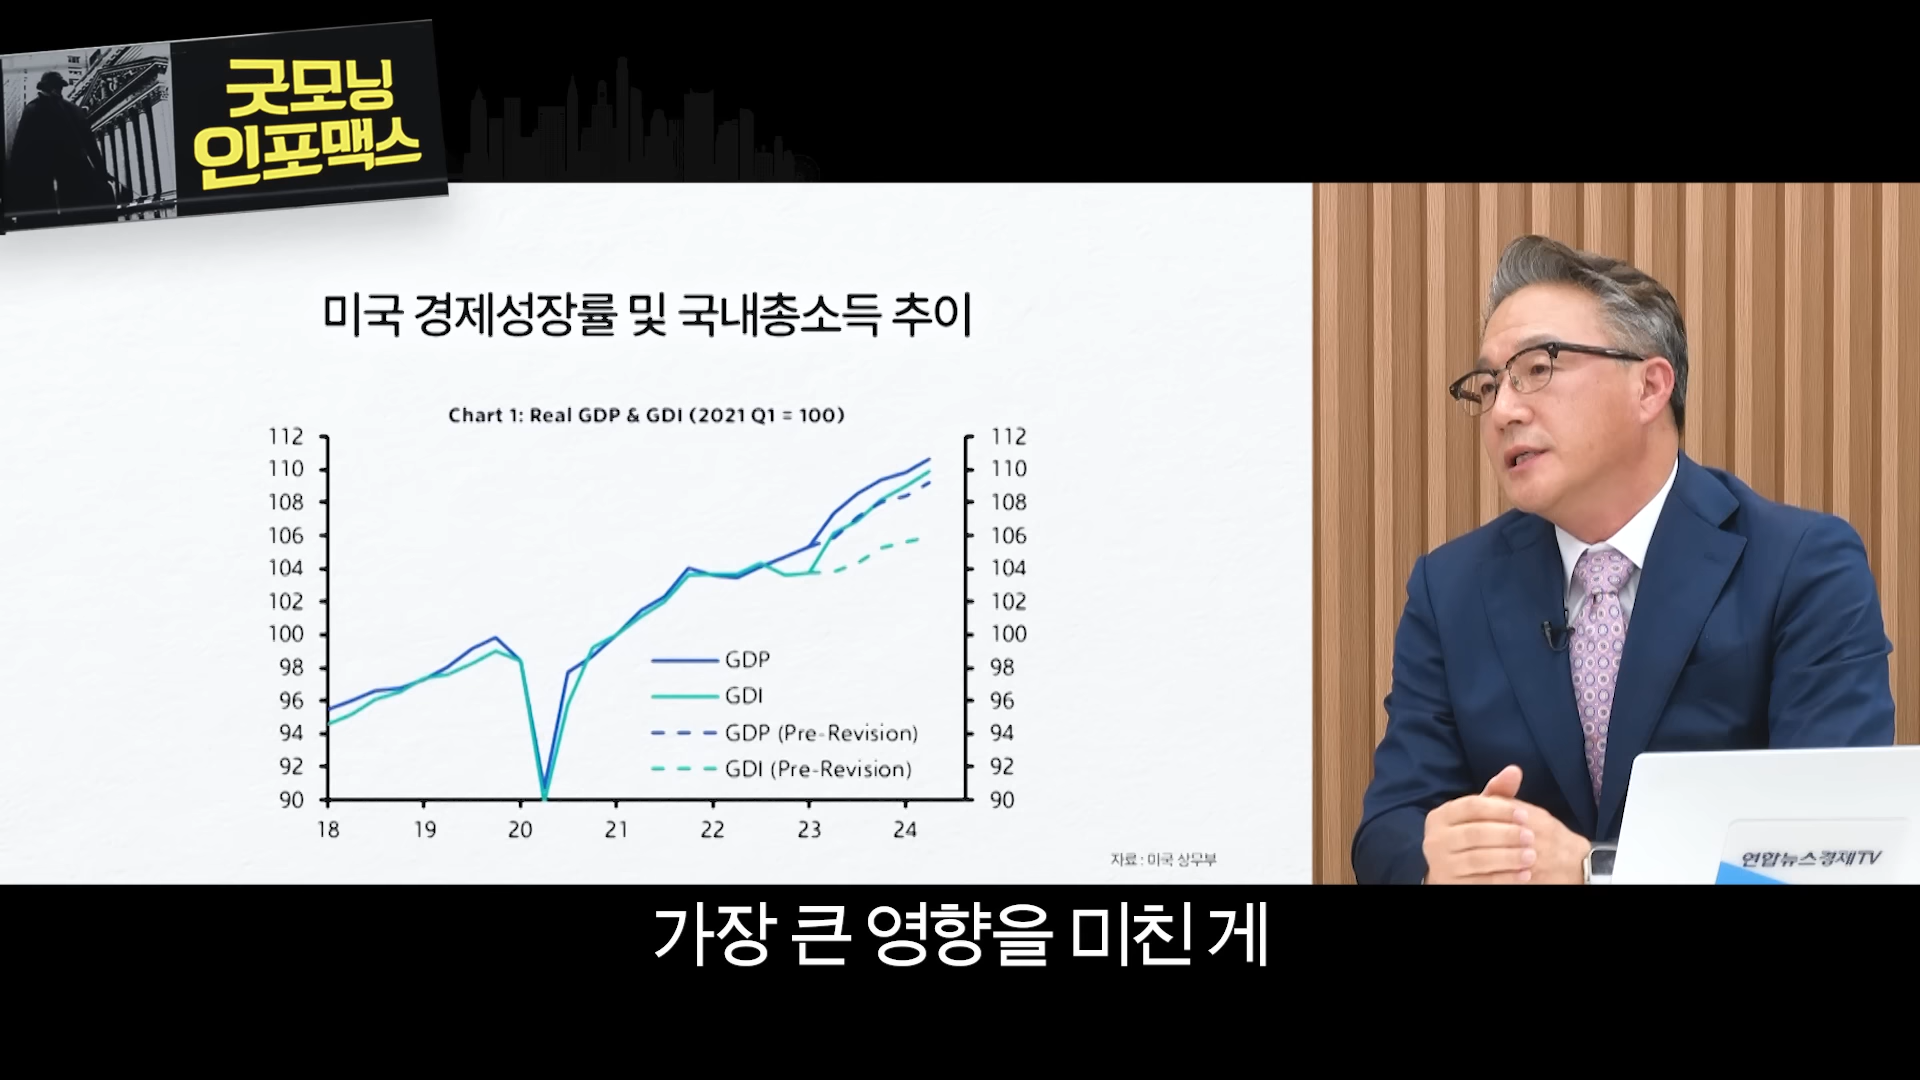 굿모닝
인포맥스
미국 경제성장률 및 국내총소득 추이
Chart 1: Real GDP & GDI (2021 Q1 = 100)
112 112
110 110
108 108
106 106
104 104
102 102
100 100
98 98
96 96
94 94
92 92
90 90
GDP
GDI
GDP (Pre-Revision)
GDI (Pre-Revision)
18 19 20 21 22 23 24
자료 : 미국 상무부
연합뉴스경제TV
가장 큰 영향을 미친 게